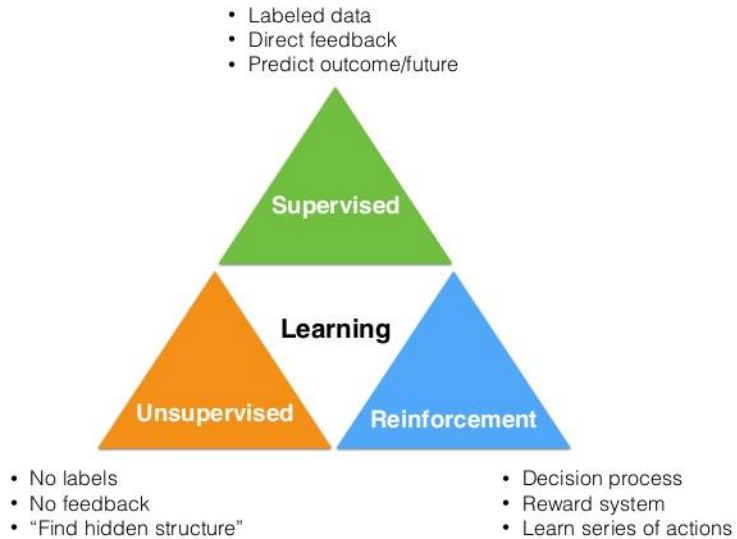 • Labeled data
• Direct feedback
• Predict outcome/future
Supervised
Learning
Unsupervised
Reinforcement
• No labels
• No feedback
• “Find hidden structure”
• Decision process
• Reward system
• Learn series of actions